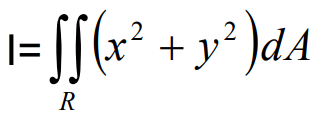 I=∬(x² + y²)dA
R